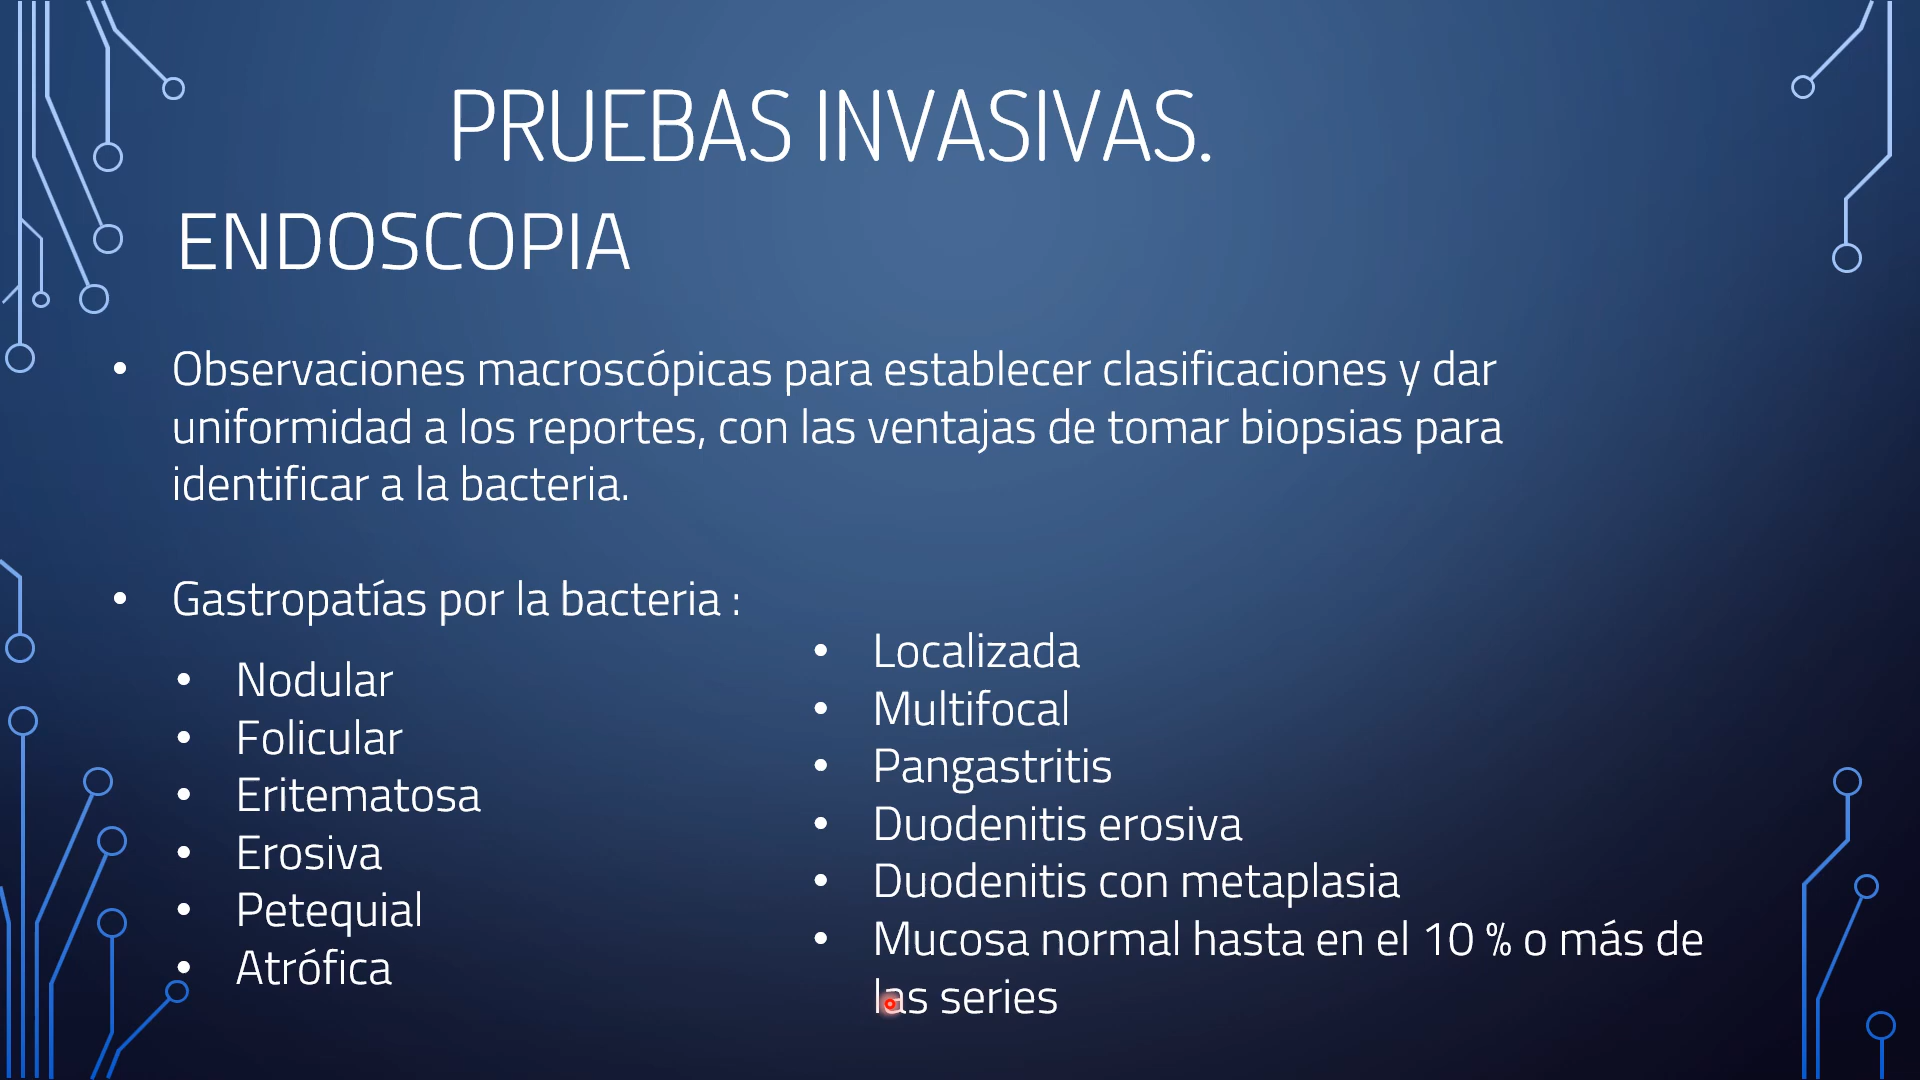 PRUEBAS INVASIVAS.
ENDOSCOPIA
• Observaciones macroscópicas para establecer clasificaciones y dar
uniformidad a los reportes, con las ventajas de tomar biopsias para
identificar a la bacteria.
• Gastropatías por la bacteria :
• Nodular
• Folicular
• Eritematosa
• Erosiva
• Petequial
• Atrófica
• Localizada
• Multifocal
• Pangastritis
• Duodenitis erosiva
• Duodenitis con metaplasia
• Mucosa normal hasta en el 10 % o más de
las series